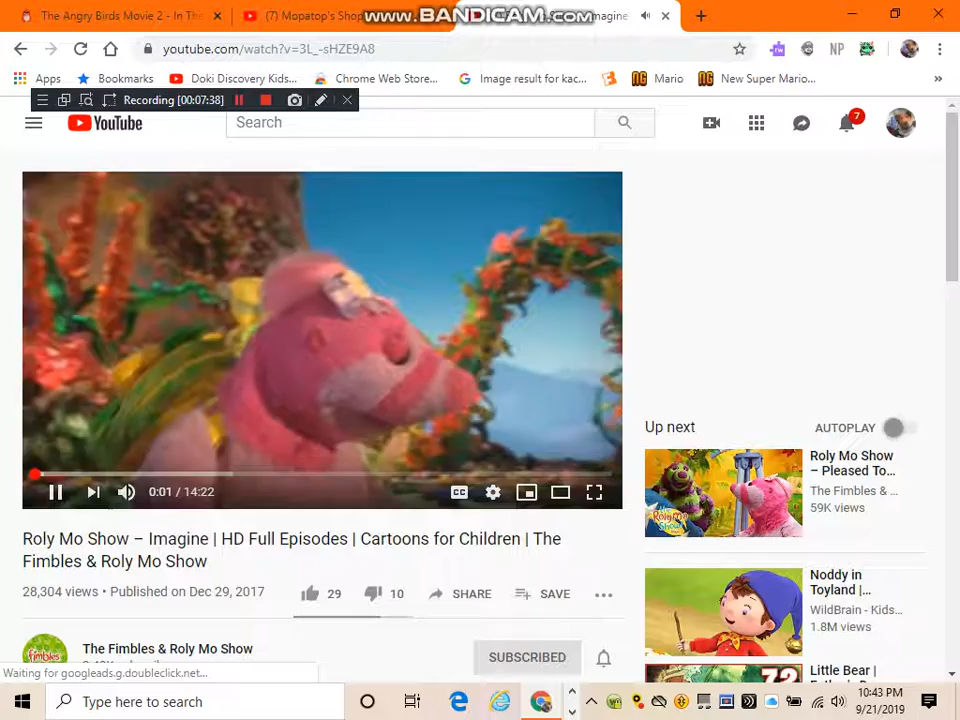 www.BANDICAM.com
The Angry Birds Movie 2 - In The
(7) Mopatop's Shop
magine
youtube.com/watch?v=3L_-sHZE9A8
NP
Apps
Bookmarks
Doki Discovery Kids...
Chrome Web Store...
Image result for kac...
Mario
New Super Mario...
»
Recording [00:07:38]
YouTube
Search
7
0:01 / 14:22
CC
Roly Mo Show – Imagine | HD Full Episodes | Cartoons for Children | The
Fimbles & Roly Mo Show
28,304 views • Published on Dec 29, 2017
29
10
SHARE
SAVE
The Fimbles & Roly Mo Show
SUBSCRIBED
Up next
AUTOPLAY
Roly Mo Show
– Pleased To...
The Fimbles & ...
59K views
Noddy in
Toyland |...
WildBrain - Kids...
1.8M views
Little Bear |
72
Waiting for googleads.g.doubleclick.net...
Type here to search
10:43 PM
9/21/2019